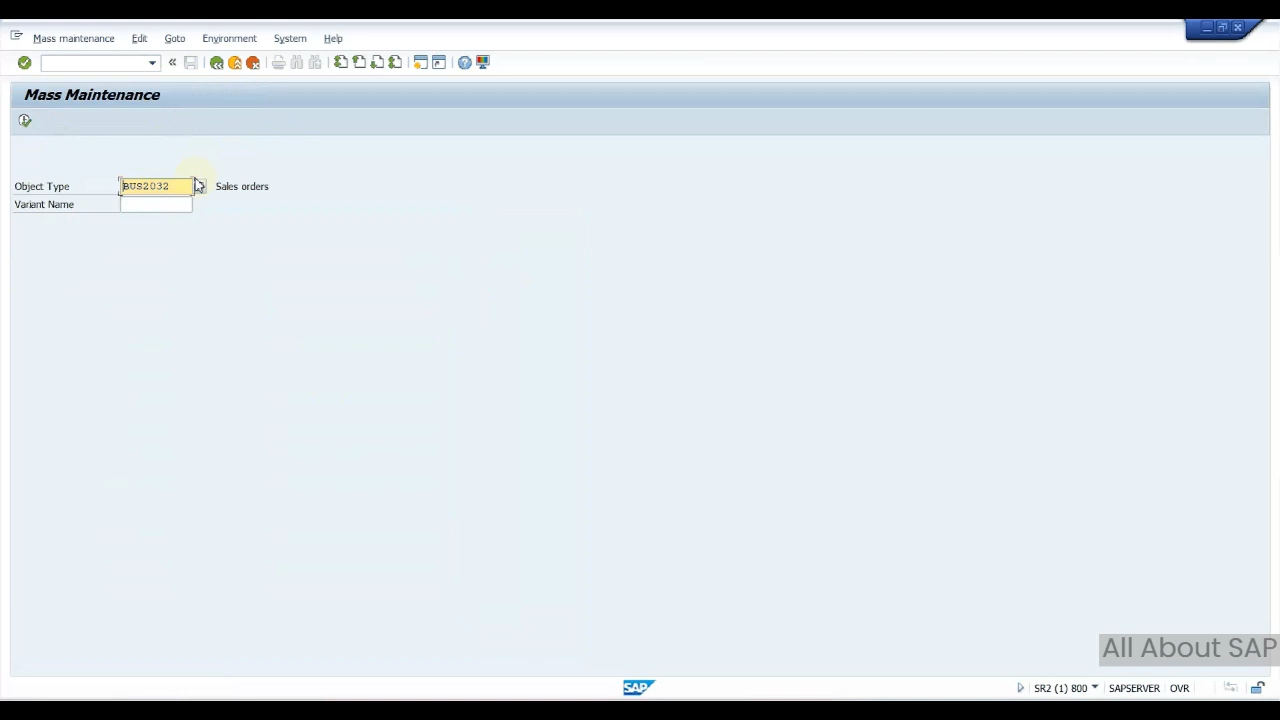 Mass maintenance Edit Goto Environment System Help
Mass Maintenance
Object Type BUS2032 Sales orders
Variant Name
All About SAP
SAP SR2 (1) 800 SAPSERVER OVR